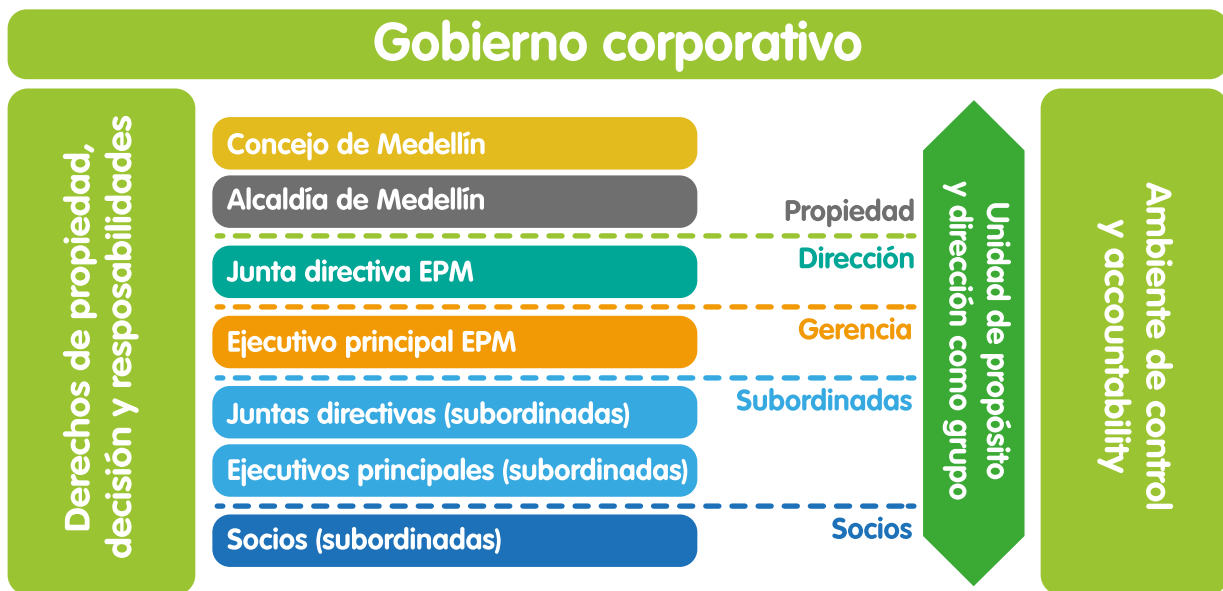 Gobierno corporativo
Derechos de propiedad,
decisión y resposabilidades
Concejo de Medellín
Alcaldía de Medellín
Propiedad
Dirección
Junta directiva EPM
Gerencia
Ejecutivo principal EPM
Subordinadas
Juntas directivas (subordinadas)
Ejecutivos principales (subordinadas)
Socios
Socios (subordinadas)
Unidad de propósito
y dirección como grupo
Ambiente de control
y accountability